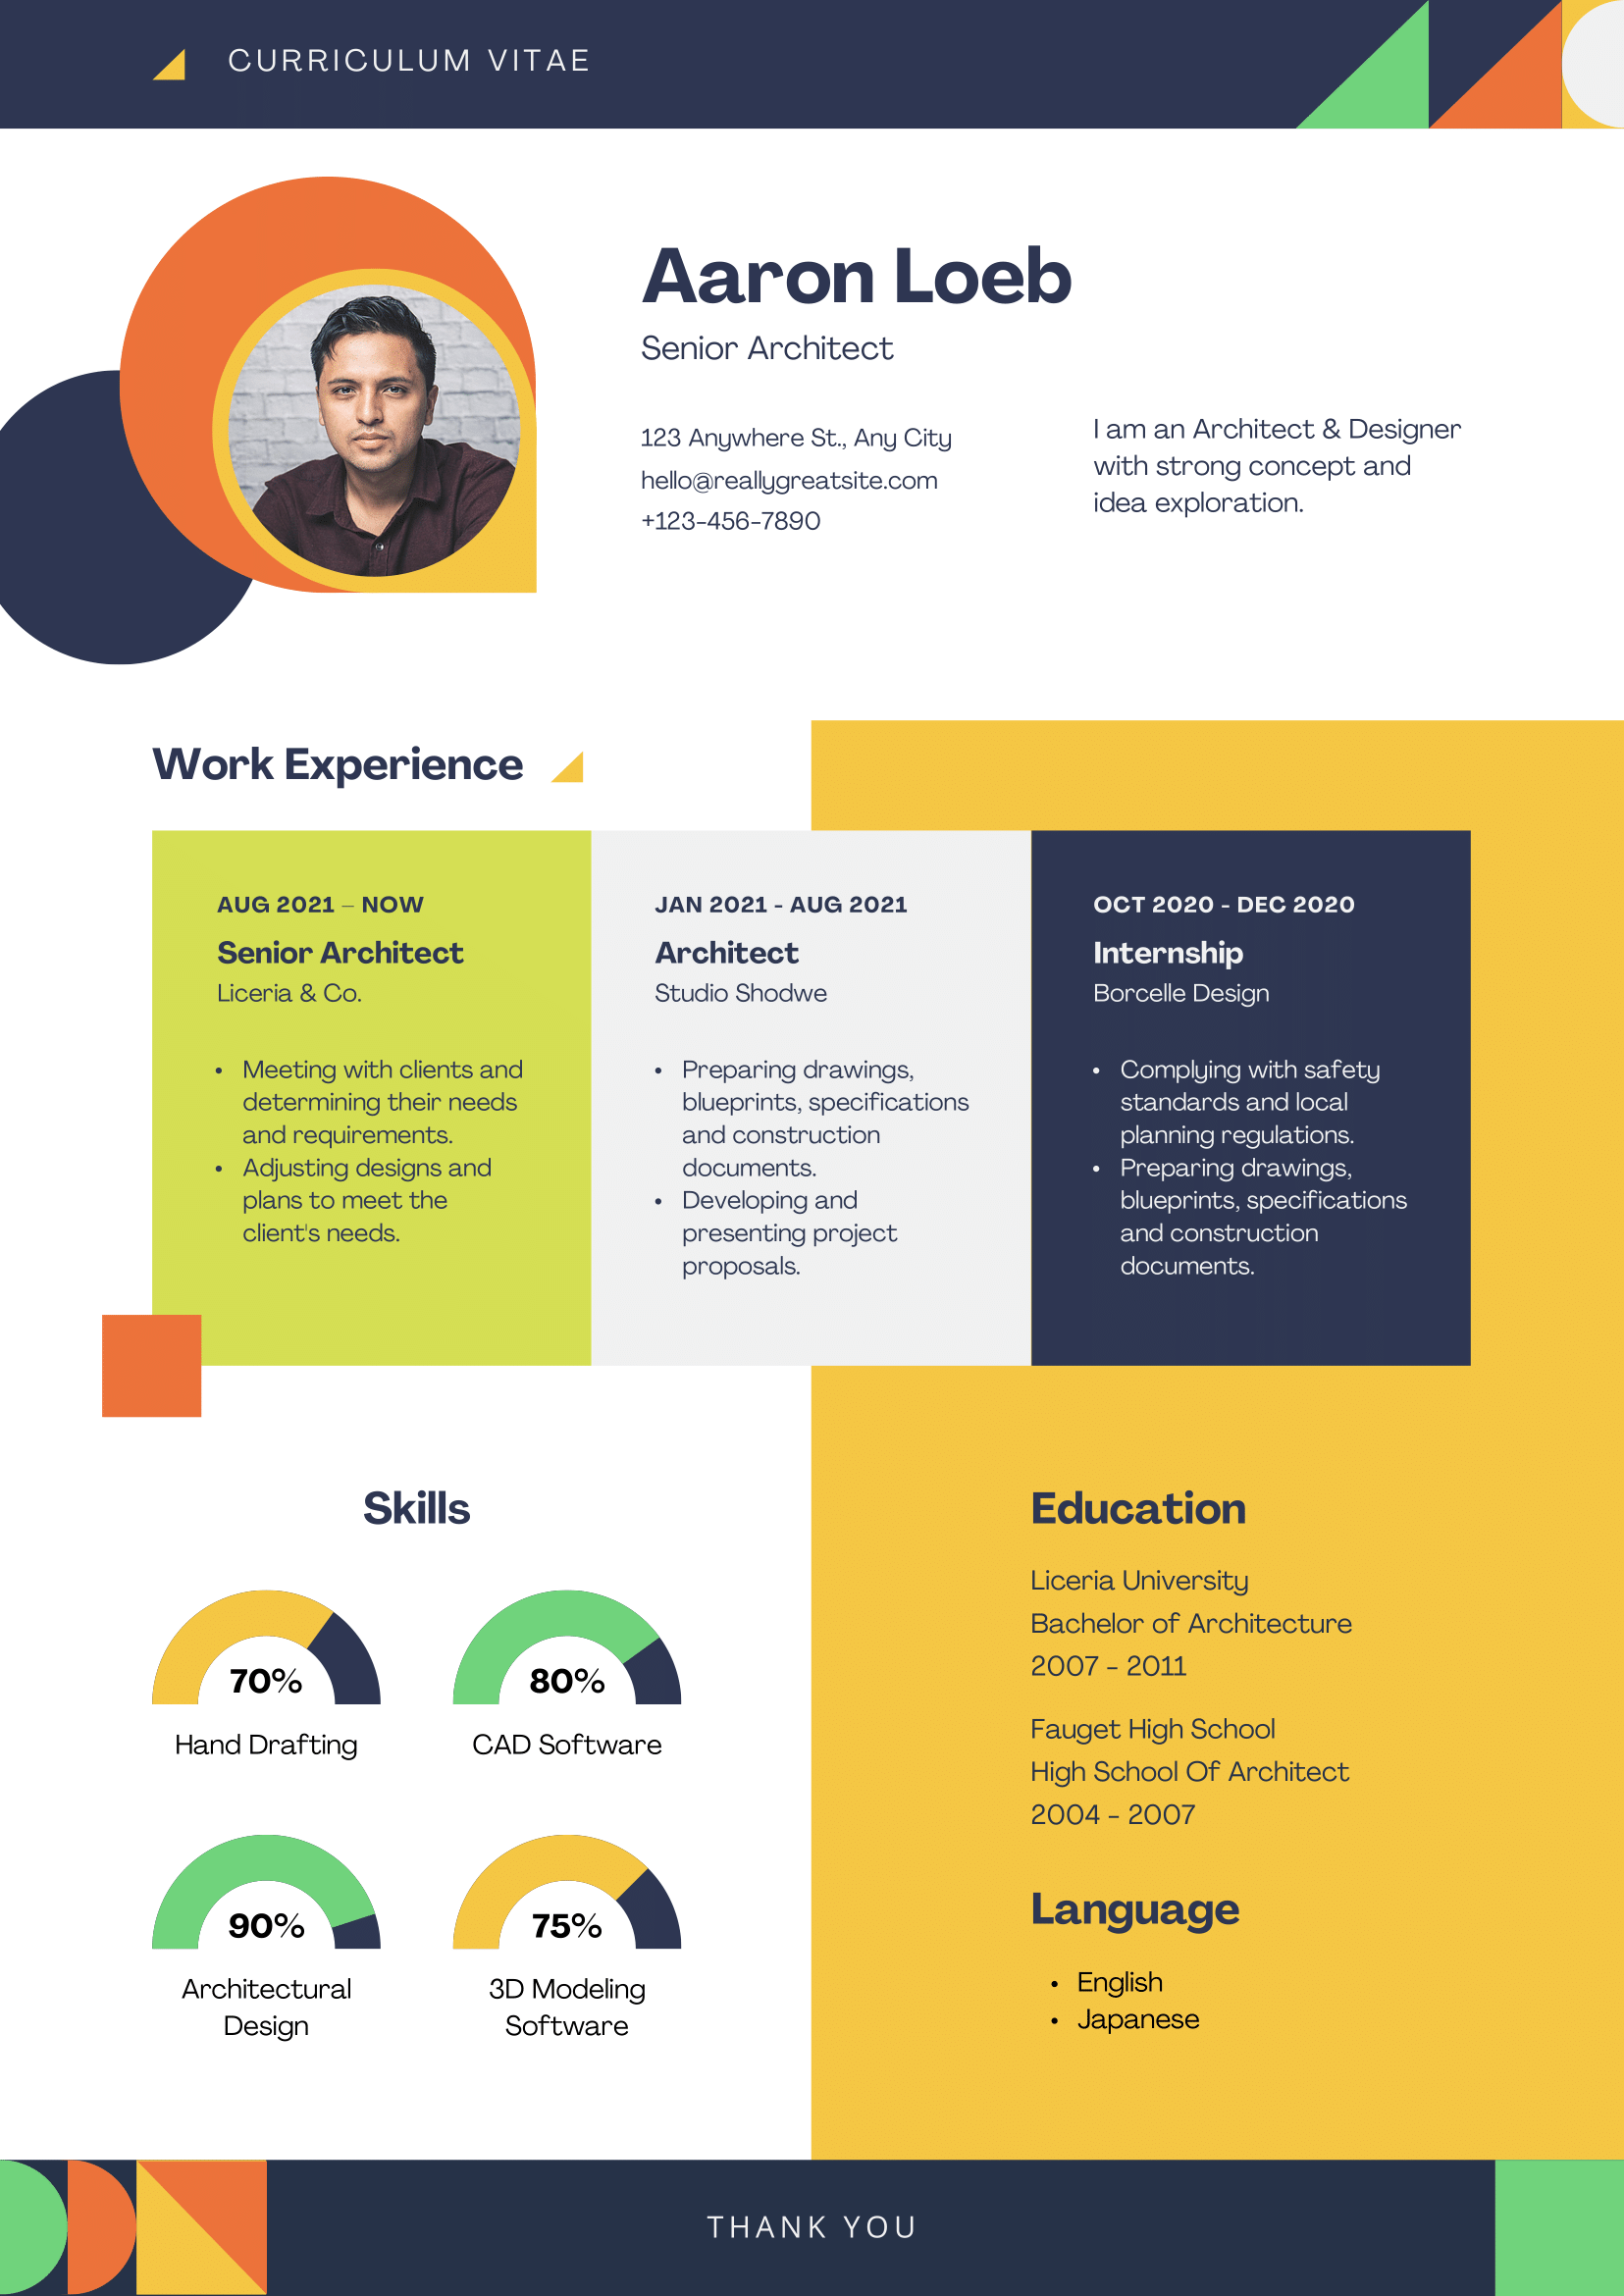 CURRICULUM VITAE
Aaron Loeb
Senior Architect
123 Anywhere St., Any City
hello@reallygreatsite.com
+123-456-7890
I am an Architect & Designer
with strong concept and
idea exploration.
Work Experience
AUG 2021 – NOW
Senior Architect
Liceria & Co.
• Meeting with clients and
determining their needs
and requirements.
• Adjusting designs and
plans to meet the
client's needs.
JAN 2021 - AUG 2021
Architect
Studio Shodwe
• Preparing drawings,
blueprints, specifications
and construction
documents.
• Developing and
presenting project
proposals.
OCT 2020 - DEC 2020
Internship
Borcelle Design
• Complying with safety
standards and local
planning regulations.
• Preparing drawings,
blueprints, specifications
and construction
documents.
Skills
70%
Hand Drafting
80%
CAD Software
90%
Architectural
Design
75%
3D Modeling
Software
Education
Liceria University
Bachelor of Architecture
2007 - 2011
Fauget High School
High School Of Architect
2004 - 2007
Language
• English
• Japanese
THANK YOU